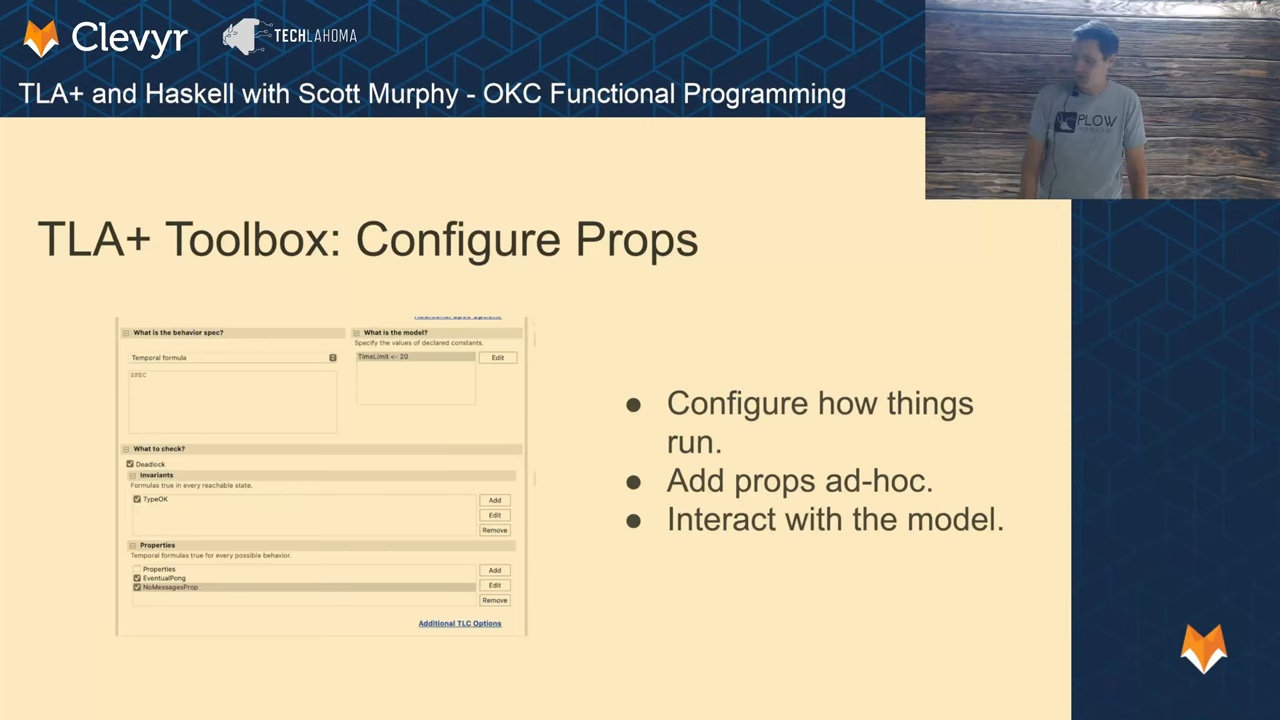 Clevyr
TECHLAHOMA
TLA+ and Haskell with Scott Murphy - OKC Functional Programming
PLOW
TLA+ Toolbox: Configure Props
What is the behavior spec?
What is the model?
Specify the values of declared constants.
Temporal formula
TimeLimit <- 20
Edit
SPEC
What to check?
Deadlock
Invariants
Formulas true in every reachable state.
TypeOK
Add
Edit
Remove
Properties
Temporal formulas true for every possible behavior.
Properties
EventualPong
NoMessagesProp
Add
Edit
Remove
Additional TLC Options
● Configure how things
run.
● Add props ad-hoc.
● Interact with the model.